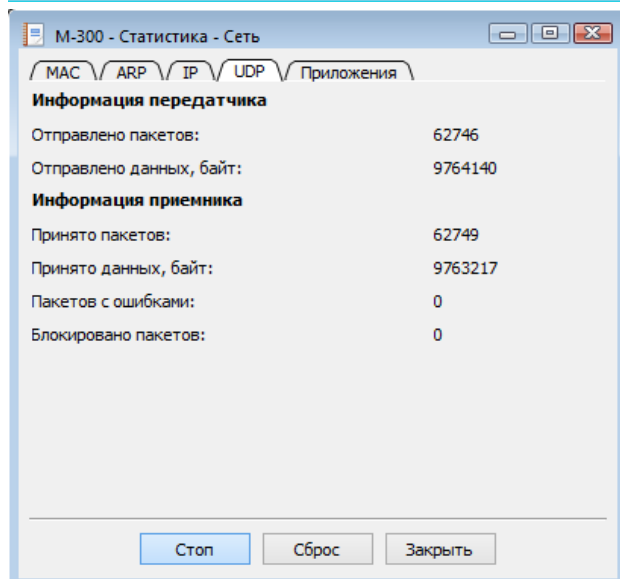 М-300 - Статистика - Сеть
MAC ARP IP UDP Приложения
Информация передатчика
Отправлено пакетов: 62746
Отправлено данных, байт: 9764140
Информация приемника
Принято пакетов: 62749
Принято данных, байт: 9763217
Пакетов с ошибками: 0
Блокировано пакетов: 0
Стоп Сброс Закрыть